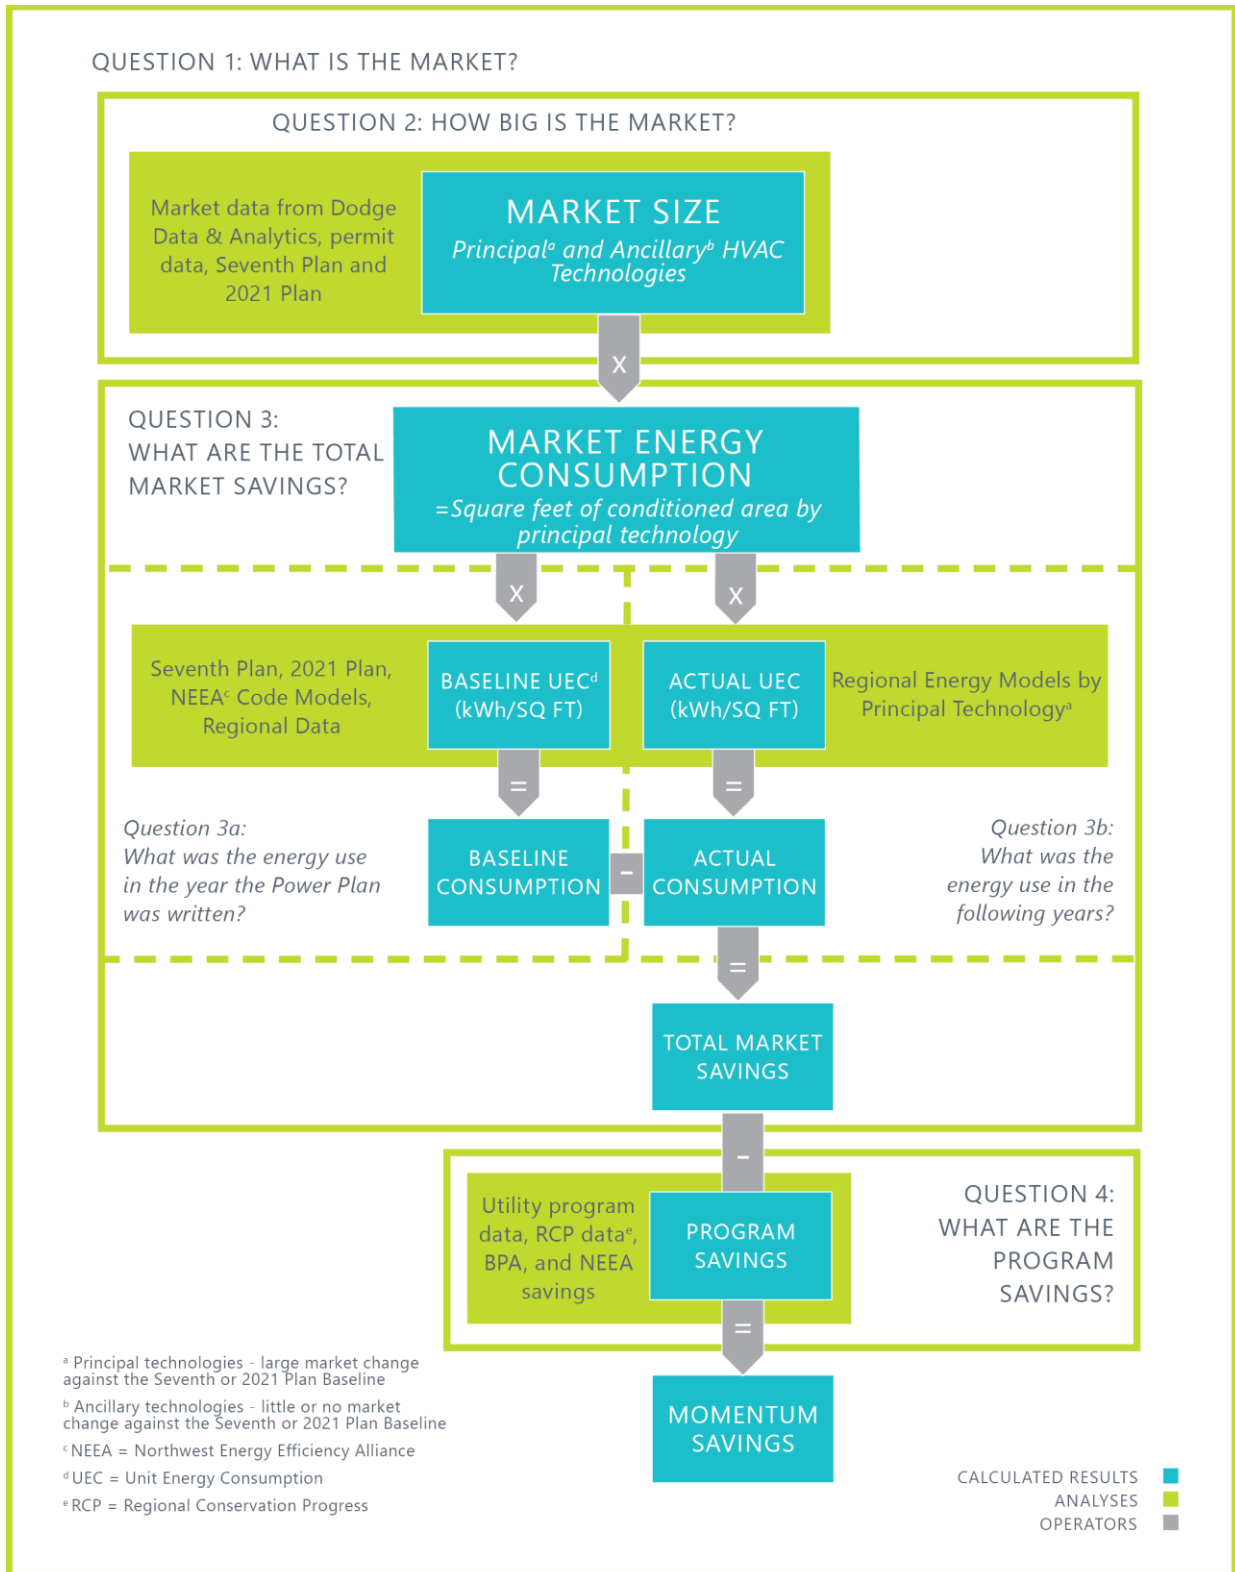 QUESTION 1: WHAT IS THE MARKET?
QUESTION 2: HOW BIG IS THE MARKET?
Market data from Dodge
Data & Analytics, permit
data, Seventh Plan and
2021 Plan
MARKET SIZE
Principalᵃ and Ancillaryᵇ HVAC
Technologies
x
QUESTION 3:
WHAT ARE THE TOTAL
MARKET SAVINGS?
MARKET ENERGY
CONSUMPTION
=Square feet of conditioned area by
principal technology
x
x
Seventh Plan, 2021 Plan,
NEEAᶜ Code Models,
Regional Data
BASELINE UECᵈ
(kWh/SQ FT)
ACTUAL UEC
(kWh/SQ FT)
Regional Energy Models by
Principal Technologyᵃ
=
=
Question 3a:
What was the energy use
in the year the Power Plan
was written?
BASELINE
CONSUMPTION
-
ACTUAL
CONSUMPTION
Question 3b:
What was the
energy use in the
following years?
=
TOTAL MARKET
SAVINGS
-
Utility program
data, RCP dataᵉ,
BPA, and NEEA
savings
PROGRAM
SAVINGS
QUESTION 4:
WHAT ARE THE
PROGRAM
SAVINGS?
=
MOMENTUM
SAVINGS
ᵃ Principal technologies - large market change
against the Seventh or 2021 Plan Baseline
ᵇ Ancillary technologies - little or no market
change against the Seventh or 2021 Plan Baseline
ᶜ NEEA = Northwest Energy Efficiency Alliance
ᵈ UEC = Unit Energy Consumption
ᵉ RCP = Regional Conservation Progress
CALCULATED RESULTS
ANALYSES
OPERATORS